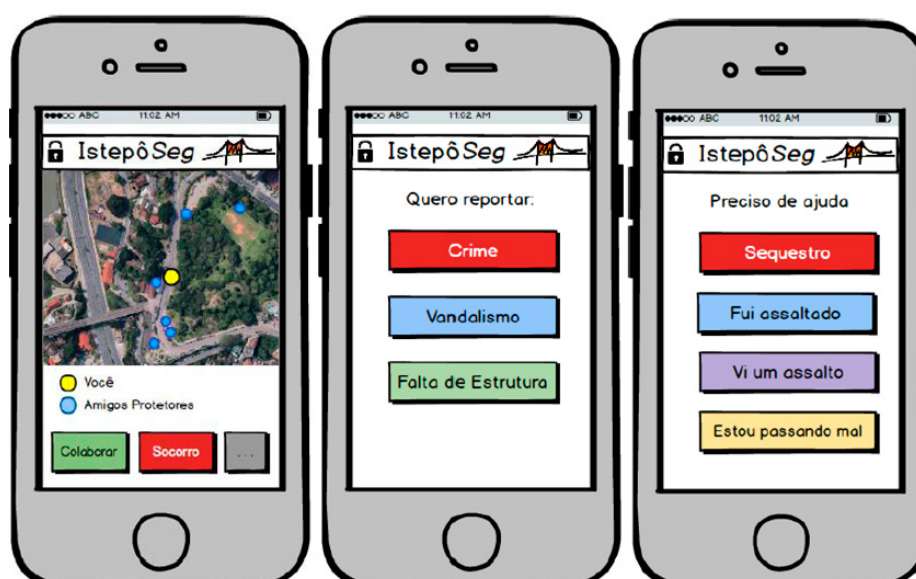 ABC 11:02 AM
IstepôSeg
Você
Amigos Protetores
Colaborar
Socorro
...
ABC 11:02 AM
IstepôSeg
Quero reportar:
Crime
Vandalismo
Falta de Estrutura
ABC 11:02 AM
IstepôSeg
Preciso de ajuda
Sequestro
Fui assaltado
Vi um assalto
Estou passando mal